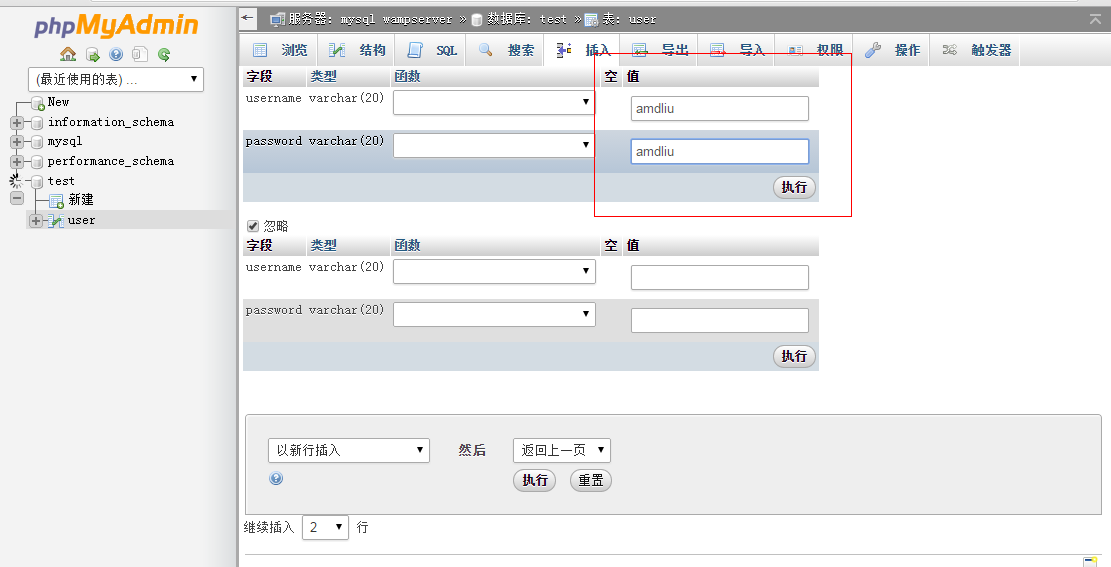 phpMyAdmin
(最近使用的表) ...
New
information_schema
mysql
performance_schema
test
新建
user
服务器: mysql wampserver » 数据库: test » 表: user
浏览 结构 SQL 搜索 插入 导出 导入 权限 操作 触发器
字段 类型 函数 空 值
username varchar(20) amdliu
password varchar(20) amdliu
执行
忽略
字段 类型 函数 空 值
username varchar(20)
password varchar(20)
执行
以新行插入 然后 返回上一页
执行 重置
继续插入 2 行